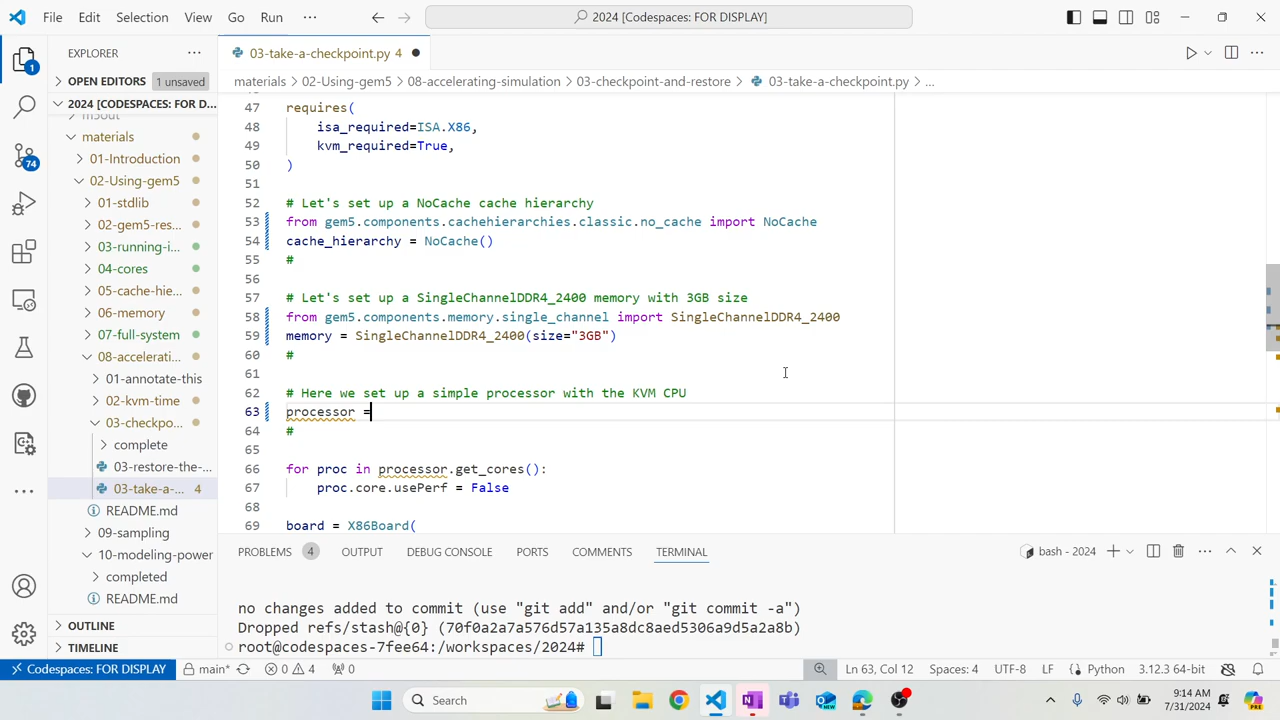 File Edit Selection View Go Run ··· 2024 [Codespaces: FOR DISPLAY]
EXPLORER ···
OPEN EDITORS 1 unsaved
2024 [CODESPACES: FOR D...
m5out
materials
01-Introduction
02-Using-gem5
01-stdlib
02-gem5-res...
03-running-i...
04-cores
05-cache-hie...
06-memory
07-full-system
08-accelerati...
01-annotate-this
02-kvm-time
03-checkpo...
complete
03-restore-the-...
03-take-a-... 4
README.md
09-sampling
10-modeling-power
completed
README.md
OUTLINE
TIMELINE
1
74
03-take-a-checkpoint.py 4
materials > 02-Using-gem5 > 08-accelerating-simulation > 03-checkpoint-and-restore > 03-take-a-checkpoint.py > ...
47 requires(
48 isa_required=ISA.X86,
49 kvm_required=True,
50 )
51
52 # Let's set up a NoCache cache hierarchy
53 from gem5.components.cachehierarchies.classic.no_cache import NoCache
54 cache_hierarchy = NoCache()
55 #
56
57 # Let's set up a SingleChannelDDR4_2400 memory with 3GB size
58 from gem5.components.memory.single_channel import SingleChannelDDR4_2400
59 memory = SingleChannelDDR4_2400(size="3GB")
60 #
61
62 # Here we set up a simple processor with the KVM CPU
63 processor =
64 #
65
66 for proc in processor.get_cores():
67 proc.core.usePerf = False
68
69 board = X86Board(
PROBLEMS 4 OUTPUT DEBUG CONSOLE PORTS COMMENTS TERMINAL bash - 2024
no changes added to commit (use "git add" and/or "git commit -a")
Dropped refs/stash@{0} (70f0a2a7a576d57a135a8dc8aed5306a9d5a2a8b)
root@codespaces-7fee64:/workspaces/2024#
Codespaces: FOR DISPLAY main* 0 4 0 Ln 63, Col 12 Spaces: 4 UTF-8 LF Python 3.12.3 64-bit
Search 9:14 AM
7/31/2024